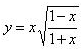 y = x√((1 − x)/(1 + x))